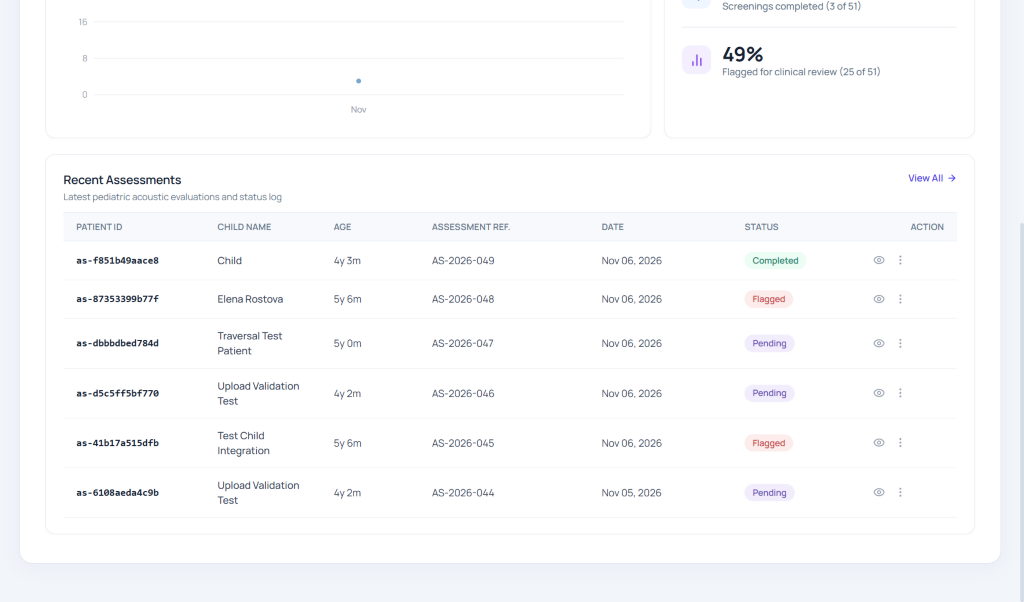 16
8
0
Nov
Screenings completed (3 of 51)
49%
Flagged for clinical review (25 of 51)
Recent Assessments
View All →
Latest pediatric acoustic evaluations and status log
PATIENT ID CHILD NAME AGE ASSESSMENT REF. DATE STATUS ACTION
as-f851b49aace8 Child 4y 3m AS-2026-049 Nov 06, 2026 Completed
as-87353399b77f Elena Rostova 5y 6m AS-2026-048 Nov 06, 2026 Flagged
as-dbbbdbed784d Traversal Test Patient 5y 0m AS-2026-047 Nov 06, 2026 Pending
as-d5c5ff5bf770 Upload Validation Test 4y 2m AS-2026-046 Nov 06, 2026 Pending
as-41b17a515dfb Test Child Integration 5y 6m AS-2026-045 Nov 06, 2026 Flagged
as-6108aeda4c9b Upload Validation Test 4y 2m AS-2026-044 Nov 05, 2026 Pending